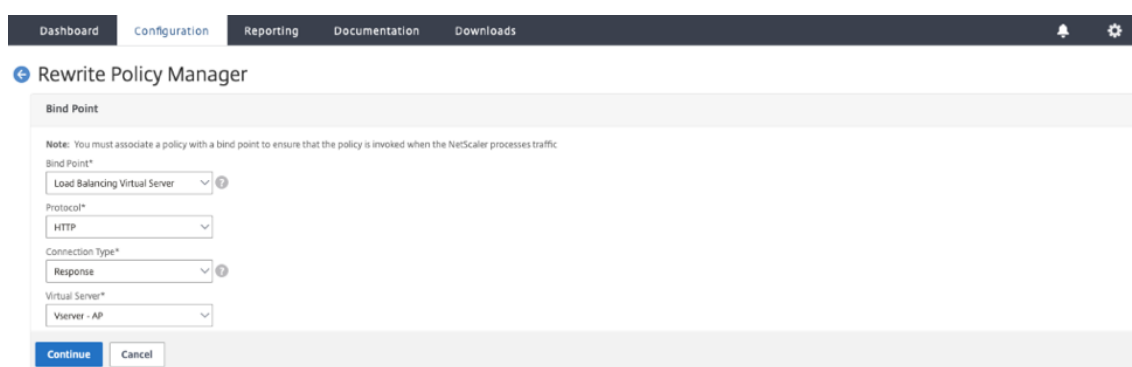 Dashboard Configuration Reporting Documentation Downloads
Rewrite Policy Manager
Bind Point
Note: You must associate a policy with a bind point to ensure that the policy is invoked when the NetScaler processes traffic
Bind Point*
Load Balancing Virtual Server ?
Protocol*
HTTP
Connection Type*
Response ?
Virtual Server*
Vserver - AP
Continue Cancel